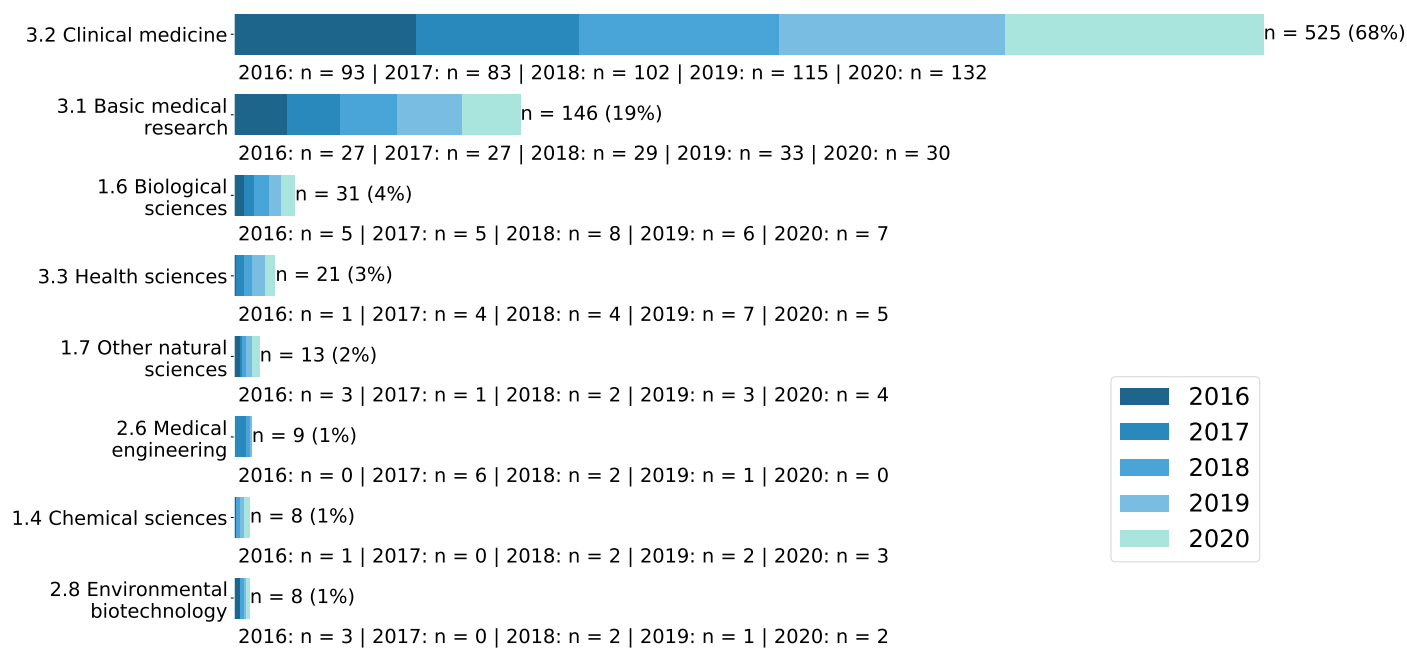 3.2 Clinical medicine
n = 525 (68%)
2016: n = 93 | 2017: n = 83 | 2018: n = 102 | 2019: n = 115 | 2020: n = 132
3.1 Basic medical
research
n = 146 (19%)
2016: n = 27 | 2017: n = 27 | 2018: n = 29 | 2019: n = 33 | 2020: n = 30
1.6 Biological
sciences
n = 31 (4%)
2016: n = 5 | 2017: n = 5 | 2018: n = 8 | 2019: n = 6 | 2020: n = 7
3.3 Health sciences
n = 21 (3%)
2016: n = 1 | 2017: n = 4 | 2018: n = 4 | 2019: n = 7 | 2020: n = 5
1.7 Other natural
sciences
n = 13 (2%)
2016: n = 3 | 2017: n = 1 | 2018: n = 2 | 2019: n = 3 | 2020: n = 4
2.6 Medical
engineering
n = 9 (1%)
2016: n = 0 | 2017: n = 6 | 2018: n = 2 | 2019: n = 1 | 2020: n = 0
1.4 Chemical sciences
n = 8 (1%)
2016: n = 1 | 2017: n = 0 | 2018: n = 2 | 2019: n = 2 | 2020: n = 3
2.8 Environmental
biotechnology
n = 8 (1%)
2016: n = 3 | 2017: n = 0 | 2018: n = 2 | 2019: n = 1 | 2020: n = 2
2016
2017
2018
2019
2020